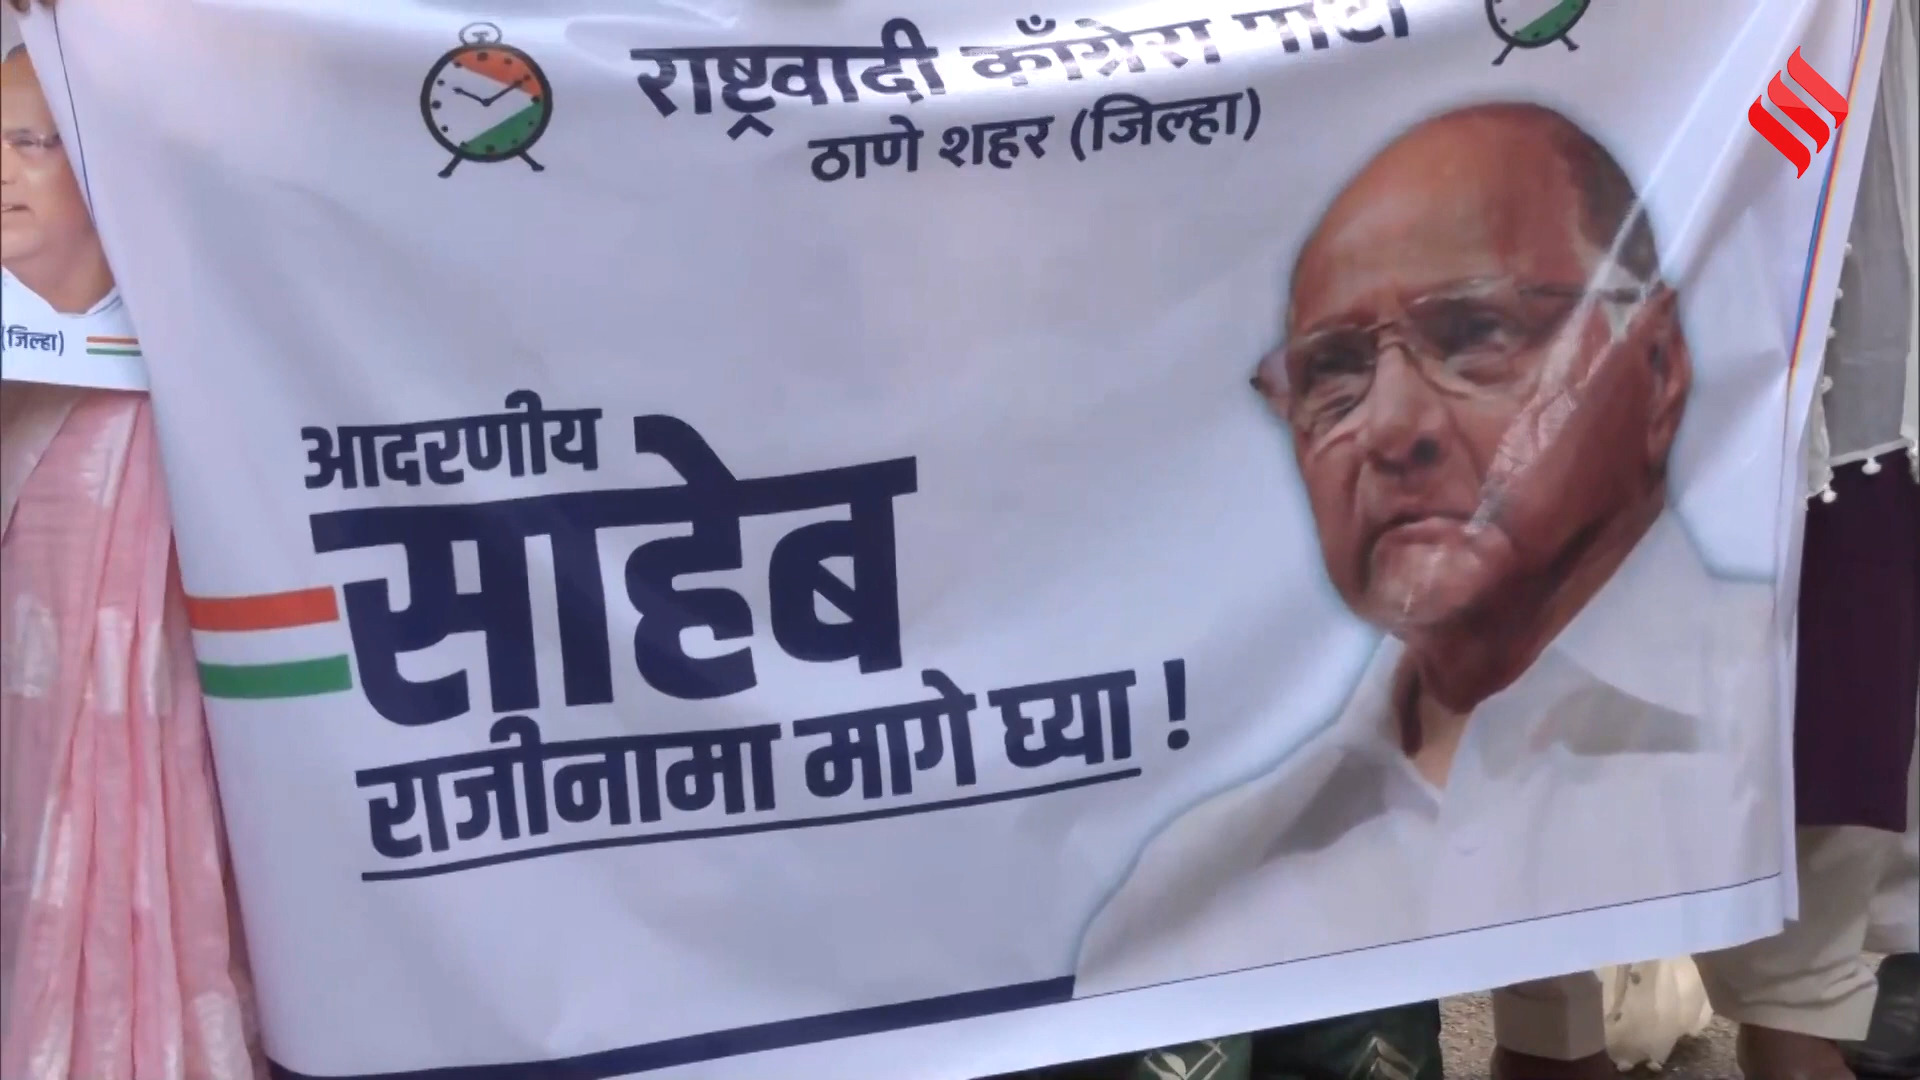 राष्ट्रवादी काँग्रेस पार्टी
ठाणे शहर (जिल्हा)
(जिल्हा)
आदरणीय
साहेब
राजीनामा मागे घ्या !